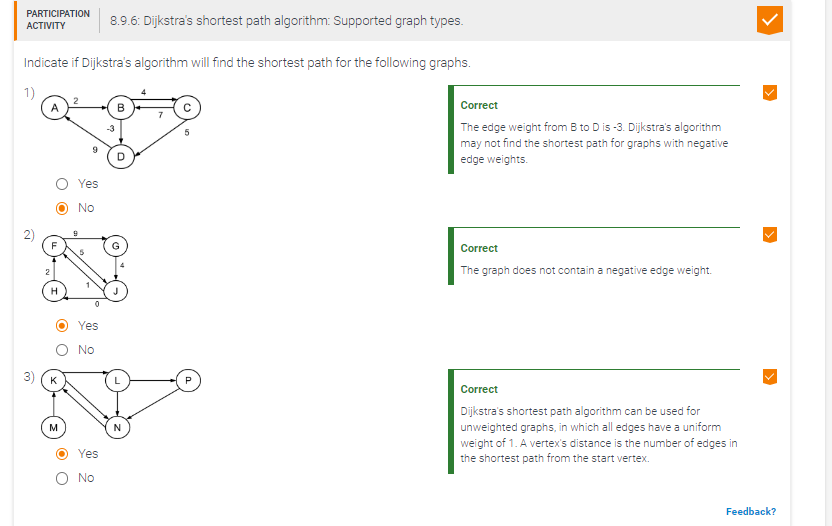 PARTICIPATION
ACTIVITY
8.9.6: Dijkstra's shortest path algorithm: Supported graph types.
Indicate if Dijkstra's algorithm will find the shortest path for the following graphs.
1)
A 2 B 4 7 C
-3 5
9 D
Yes
No
Correct
The edge weight from B to D is -3. Dijkstra's algorithm
may not find the shortest path for graphs with negative
edge weights.
2)
F 9 5 G
2 4
H 1 J
0
Yes
No
Correct
The graph does not contain a negative edge weight.
3)
K L P
M N
Yes
No
Correct
Dijkstra's shortest path algorithm can be used for
unweighted graphs, in which all edges have a uniform
weight of 1. A vertex's distance is the number of edges in
the shortest path from the start vertex.
Feedback?